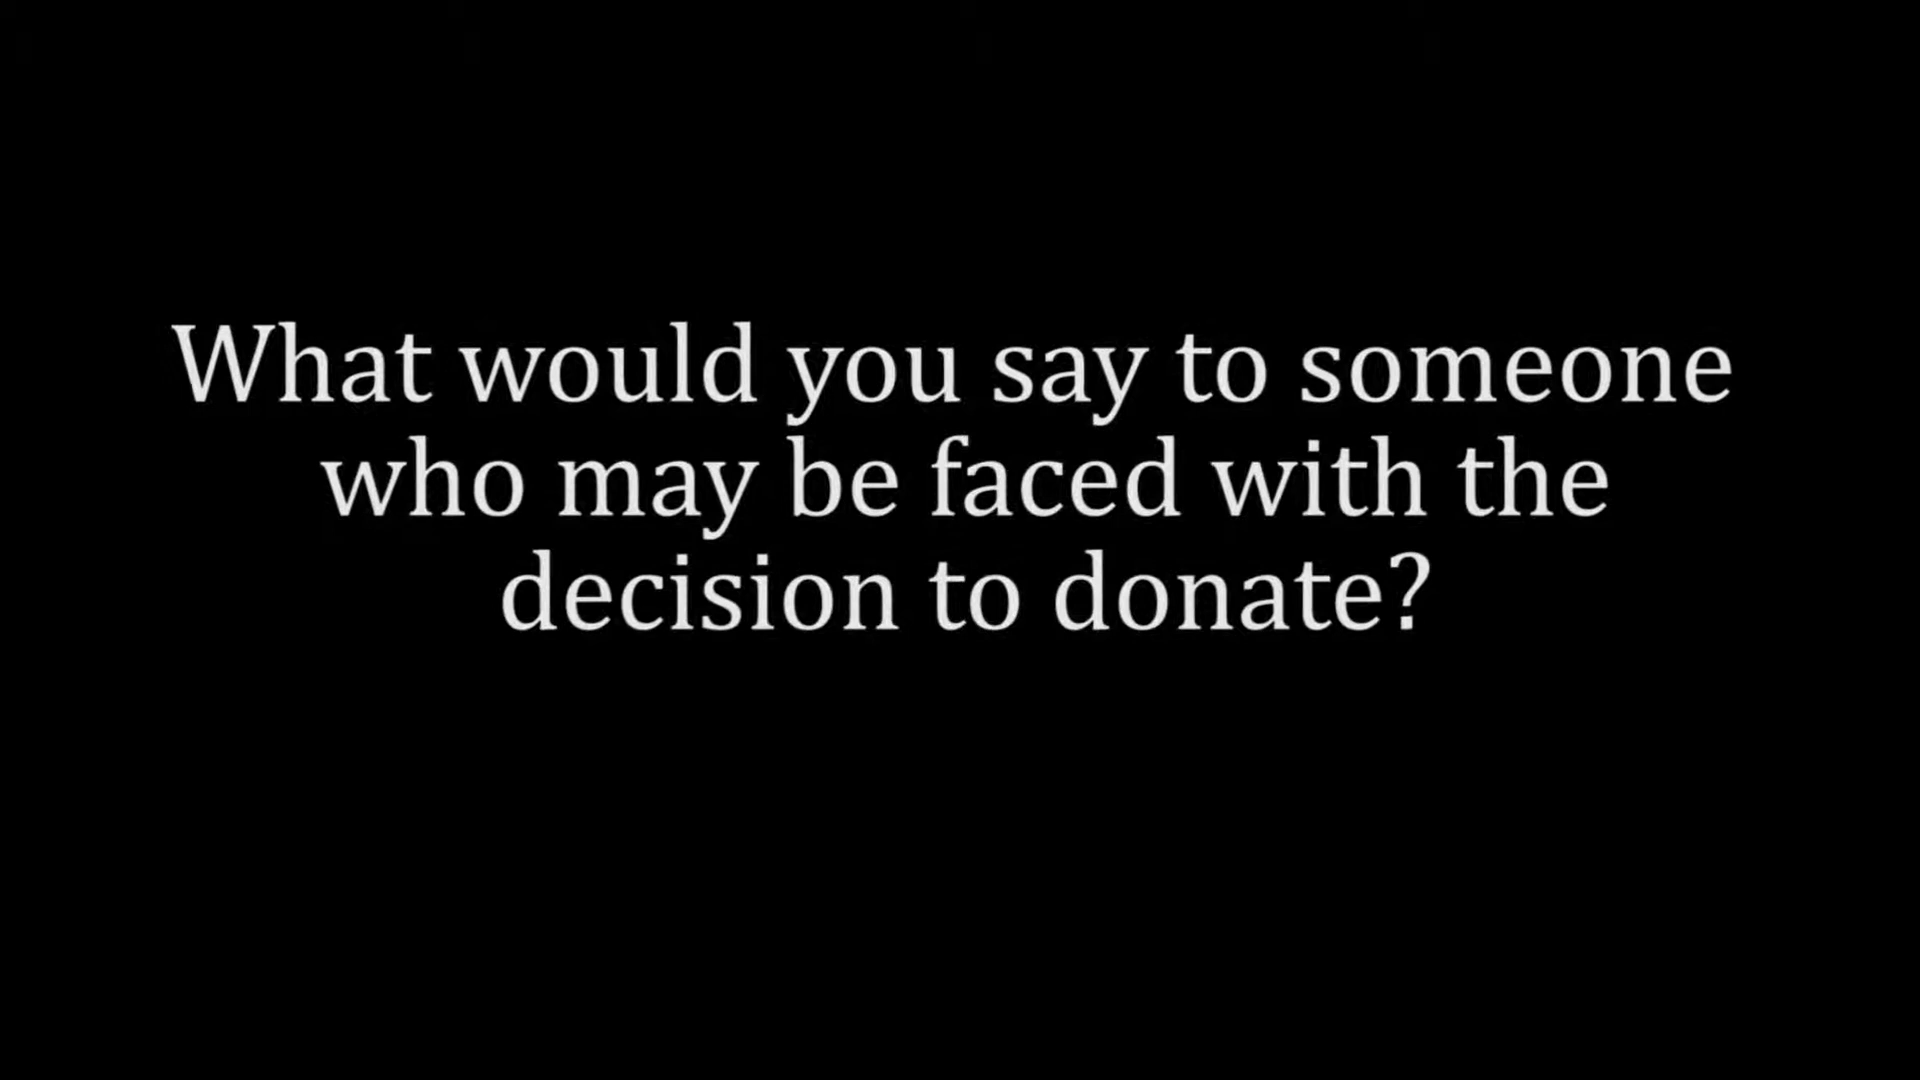 What would you say to someone
who may be faced with the
decision to donate?